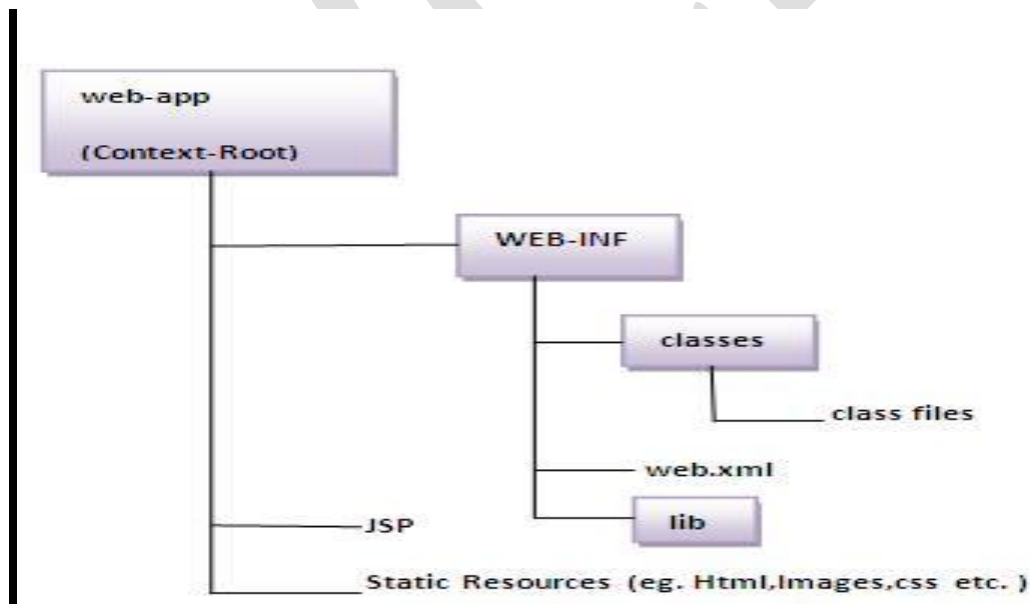 web-app
(Context-Root)
WEB-INF
classes
class files
web.xml
lib
JSP
Static Resources (eg. Html,Images,css etc. )